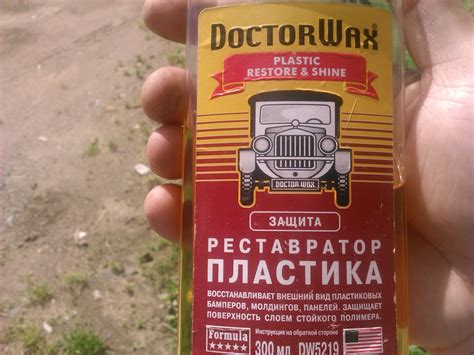 DOCTORWAX®
PLASTIC
RESTORE & SHINE
DOCTOR WAX
ЗАЩИТА
РЕСТАВРАТОР
ПЛАСТИКА
ВОССТАНАВЛИВАЕТ ВНЕШНИЙ ВИД ПЛАСТИКОВЫХ
БАМПЕРОВ, МОЛДИНГОВ, ПАНЕЛЕЙ. ЗАЩИЩАЕТ
ПОВЕРХНОСТЬ СЛОЕМ СТОЙКОГО ПОЛИМЕРА.
Инструкция на обратной стороне
Formula
300 мл DW5219